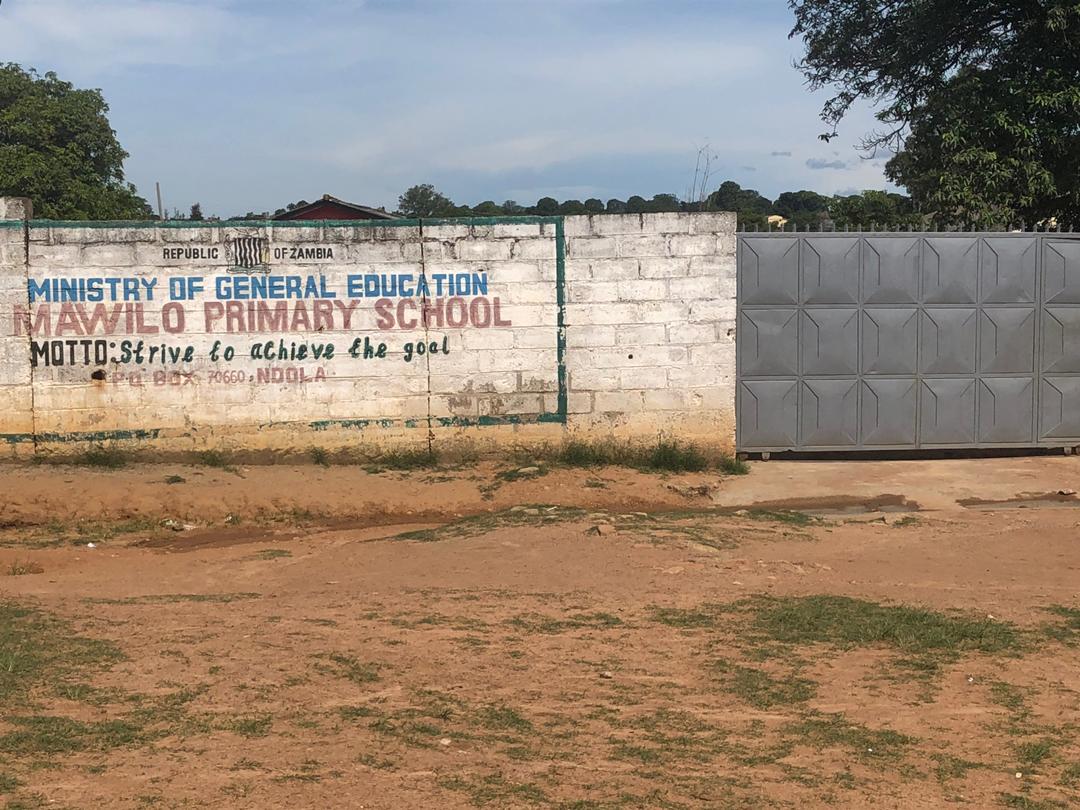 REPUBLIC OF ZAMBIA
MINISTRY OF GENERAL EDUCATION
MAWILO PRIMARY SCHOOL
MOTTO: Strive to achieve the goal
P.O BOX 70660, NDOLA